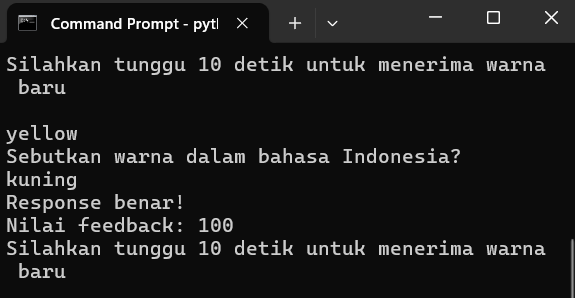 Command Prompt - pyt
Silahkan tunggu 10 detik untuk menerima warna
baru
yellow
Sebutkan warna dalam bahasa Indonesia?
kuning
Response benar!
Nilai feedback: 100
Silahkan tunggu 10 detik untuk menerima warna
baru